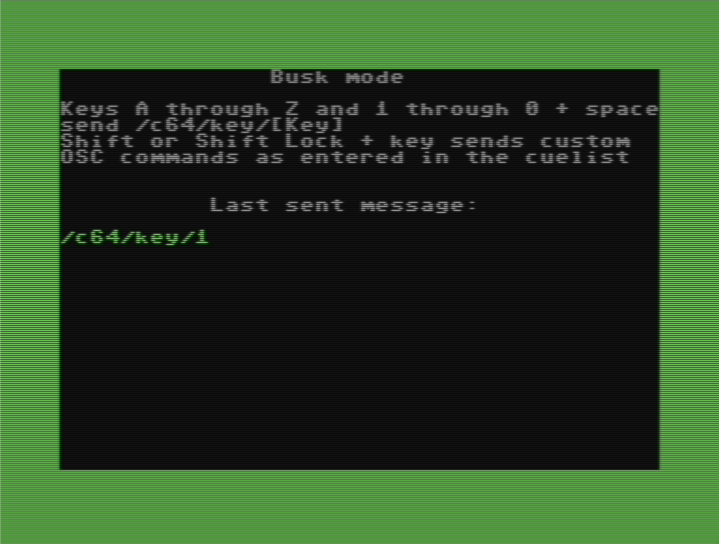 Busk mode
Keys A through Z and 1 through 0 + space
send /c64/key/[Key]
Shift or Shift Lock + key sends custom
OSC commands as entered in the cuelist
Last sent message:
/c64/key/i